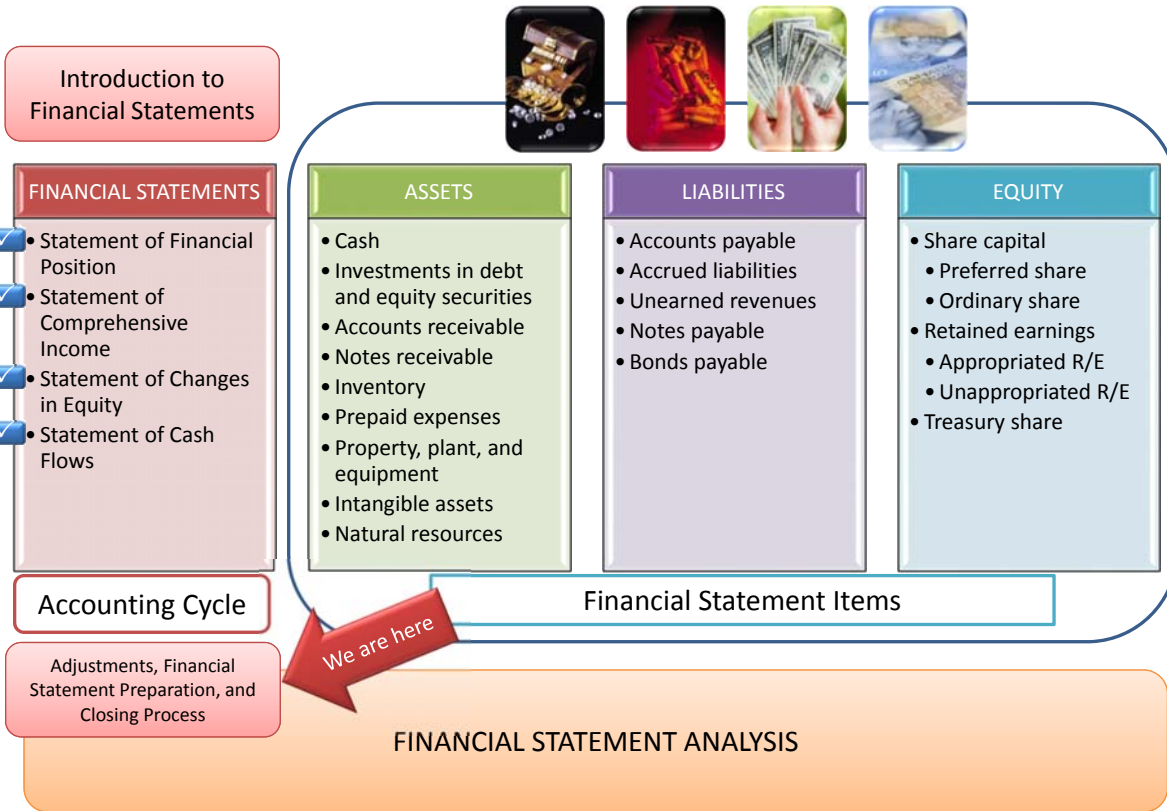 Introduction to
Financial Statements
FINANCIAL STATEMENTS
• Statement of Financial
Position
• Statement of
Comprehensive
Income
• Statement of Changes
in Equity
• Statement of Cash
Flows
ASSETS
• Cash
• Investments in debt
and equity securities
• Accounts receivable
• Notes receivable
• Inventory
• Prepaid expenses
• Property, plant, and
equipment
• Intangible assets
• Natural resources
LIABILITIES
• Accounts payable
• Accrued liabilities
• Unearned revenues
• Notes payable
• Bonds payable
EQUITY
• Share capital
• Preferred share
• Ordinary share
• Retained earnings
• Appropriated R/E
• Unappropriated R/E
• Treasury share
Accounting Cycle
Financial Statement Items
We are here
Adjustments, Financial
Statement Preparation, and
Closing Process
FINANCIAL STATEMENT ANALYSIS